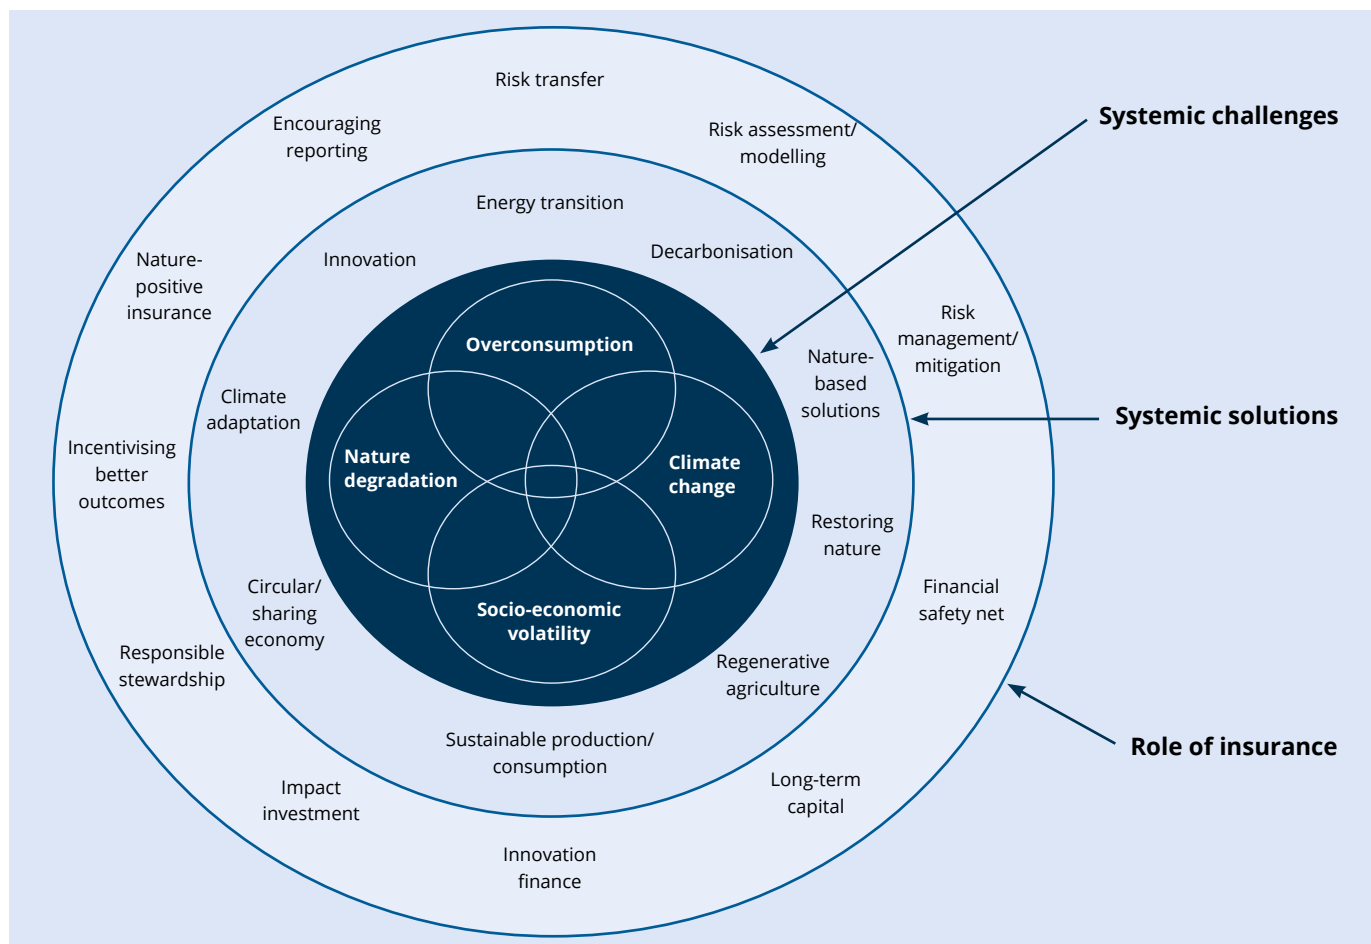 Risk transfer
Encouraging
reporting
Risk assessment/
modelling
Systemic challenges
Energy transition
Innovation
Decarbonisation
Nature-
positive
insurance
Risk
management/
mitigation
Overconsumption
Nature-
based
solutions
Climate
adaptation
Systemic solutions
Incentivising
better
outcomes
Nature
degradation
Climate
change
Restoring
nature
Circular/
sharing
economy
Socio-economic
volatility
Financial
safety net
Responsible
stewardship
Regenerative
agriculture
Role of insurance
Sustainable production/
consumption
Impact
investment
Long-term
capital
Innovation
finance